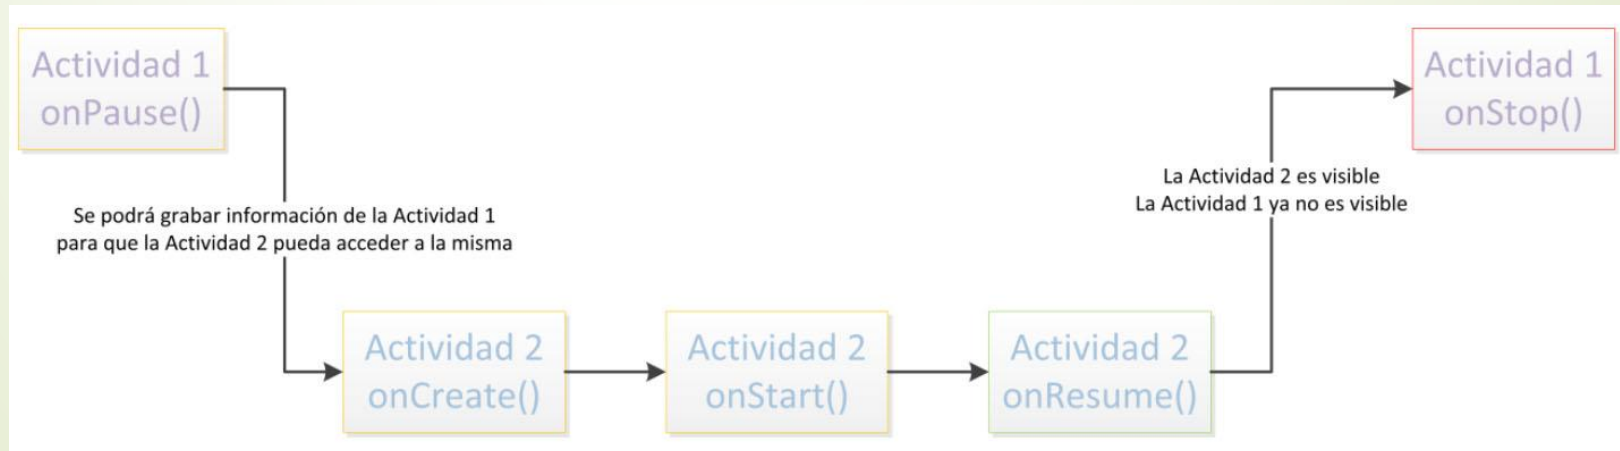 Actividad 1
onPause()
Se podrá grabar información de la Actividad 1
para que la Actividad 2 pueda acceder a la misma
Actividad 2
onCreate()
Actividad 2
onStart()
Actividad 2
onResume()
La Actividad 2 es visible
La Actividad 1 ya no es visible
Actividad 1
onStop()